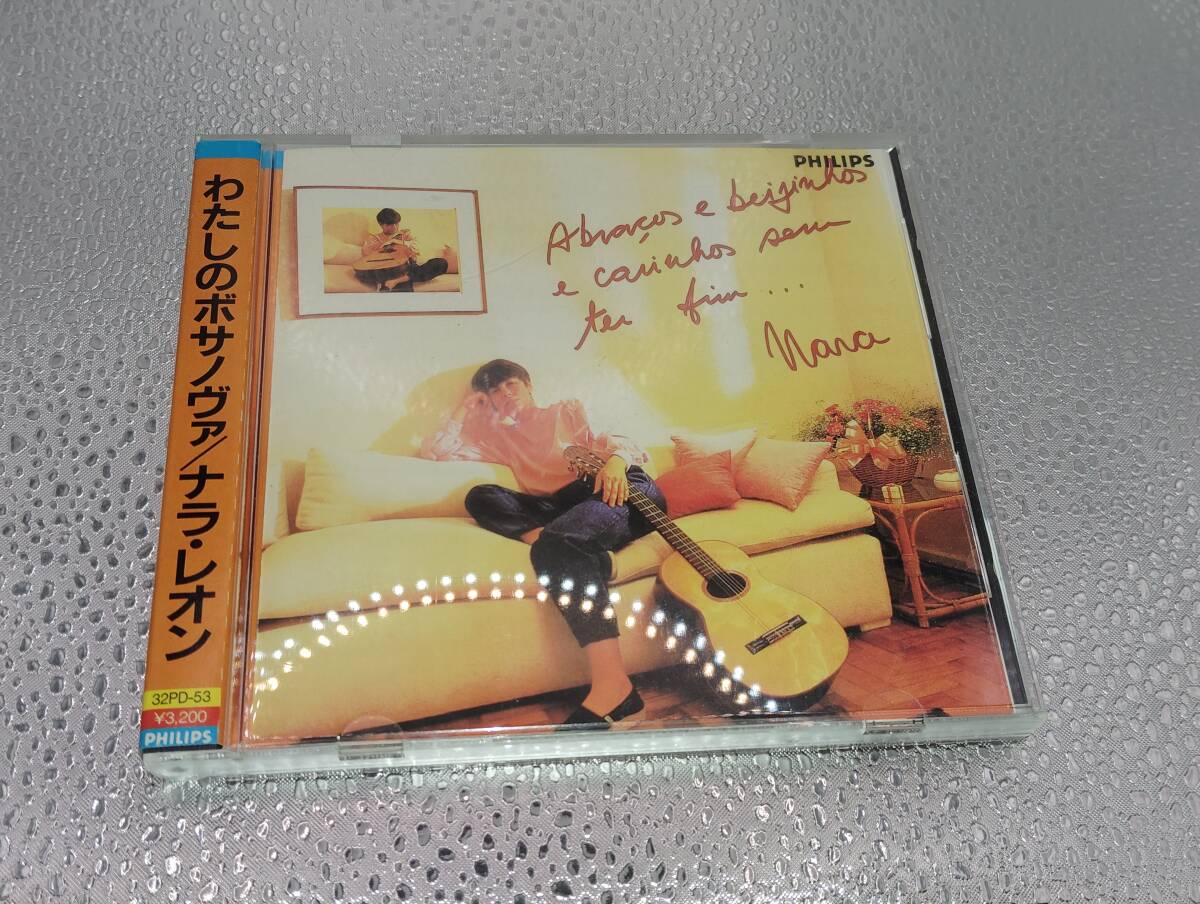 わたしのボサノヴァ/ナラ・レオン
32PD-53
¥3,200
PHILIPS
PHILIPS
Abraços e beijinhos
e carinhos sem
ter fim...
Nara